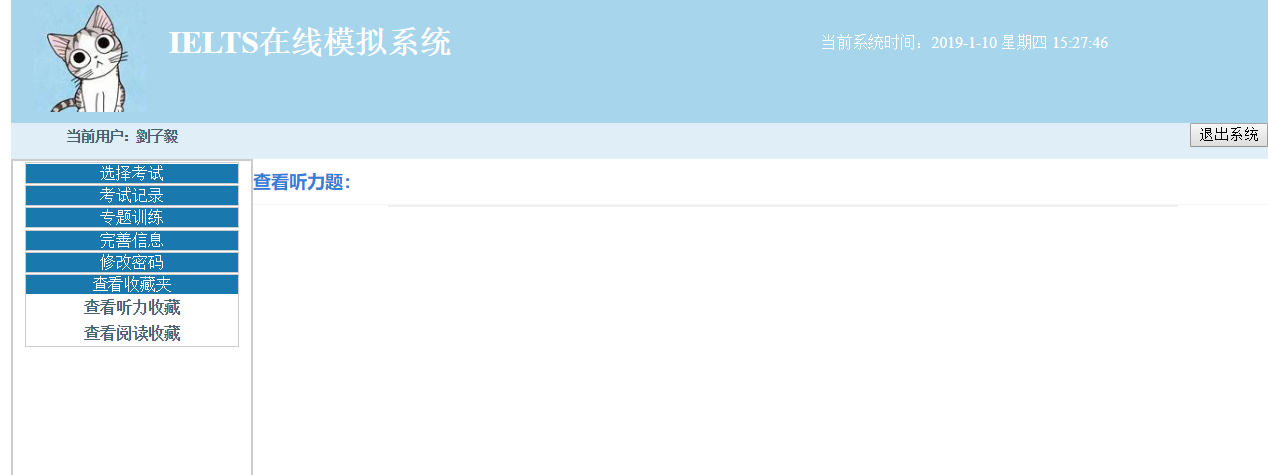 IELTS在线模拟系统
当前系统时间：2019-1-10 星期四 15:27:46
当前用户：劉子毅
退出系统
选择考试
考试记录
专题训练
完善信息
修改密码
查看收藏夹
查看听力收藏
查看阅读收藏
查看听力题：